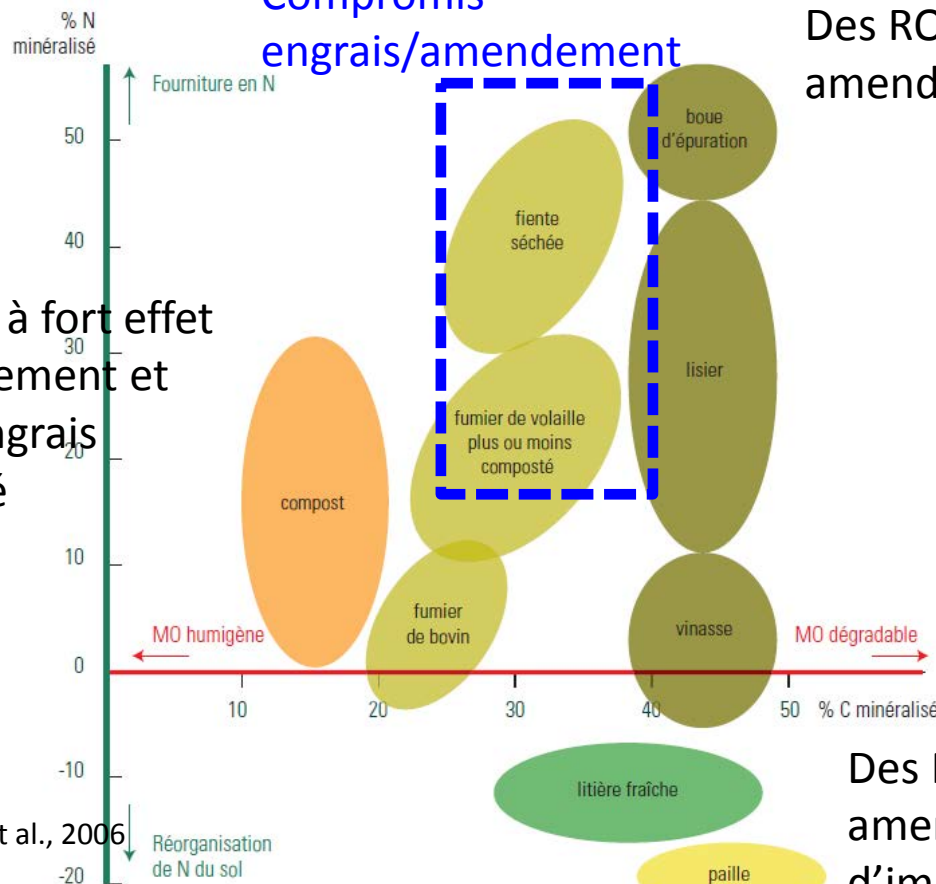 Compromis
engrais/amendement
Des RO
amend
% N
minéralisé
Fourniture en N
50
40
30
20
10
0
-10
-20
boue
d'épuration
fiente
séchée
à fort effet
ement et
ngrais
é
lisier
fumier de volaille
plus ou moins
composté
compost
fumier
de bovin
vinasse
MO humigène
MO dégradable
10
20
30
40
50
% C minéralisé
litière fraîche
Des
amen
d'im
t al., 2006
Réorganisation
de N du sol
paille